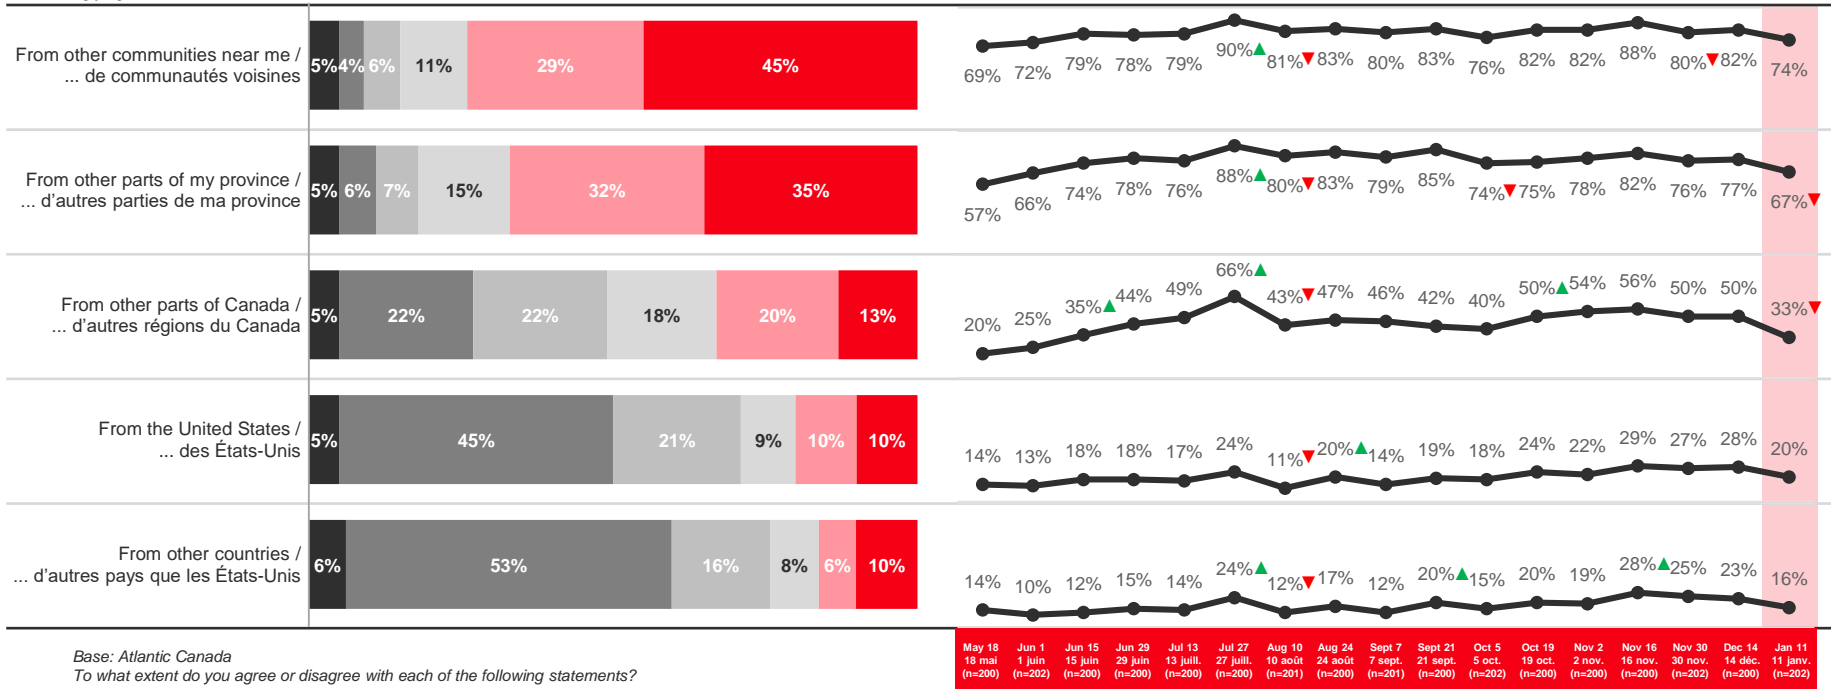 From other communities near me /
... de communautés voisines
5% 4% 6% 11% 29% 45%
69% 72% 79% 78% 79% 90% 81% 83% 80% 83% 76% 82% 82% 88% 80% 82% 74%
From other parts of my province /
... d'autres parties de ma province
5% 6% 7% 15% 32% 35%
57% 66% 74% 78% 76% 88% 80% 83% 79% 85% 74% 75% 78% 82% 76% 77% 67%
From other parts of Canada /
... d'autres régions du Canada
5% 22% 22% 18% 20% 13%
20% 25% 35% 44% 49% 66% 43% 47% 46% 42% 40% 50% 54% 56% 50% 50% 33%
From the United States /
... des États-Unis
5% 45% 21% 9% 10% 10%
14% 13% 18% 18% 17% 24% 11% 20% 14% 19% 18% 24% 22% 29% 27% 28% 20%
From other countries /
... d'autres pays que les États-Unis
6% 53% 16% 8% 6% 10%
14% 10% 12% 15% 14% 24% 12% 17% 12% 20% 15% 20% 19% 28% 25% 23% 16%
May 18 Jun 1 Jun 15 Jun 29 Jul 13 Jul 27 Aug 10 Aug 24 Sept 7 Sept 21 Oct 5 Oct 19 Nov 2 Nov 16 Nov 30 Dec 14 Jan 11
18 mai 1 juin 15 juin 29 juin 13 juill. 27 juill. 10 août 24 août 7 sept. 21 sept. 5 oct. 19 oct. 2 nov. 16 nov. 30 nov. 14 déc. 11 janv.
(n=200) (n=202) (n=200) (n=200) (n=200) (n=200) (n=201) (n=200) (n=201) (n=200) (n=202) (n=200) (n=200) (n=200) (n=202) (n=200) (n=202)
Base: Atlantic Canada
To what extent do you agree or disagree with each of the following statements?